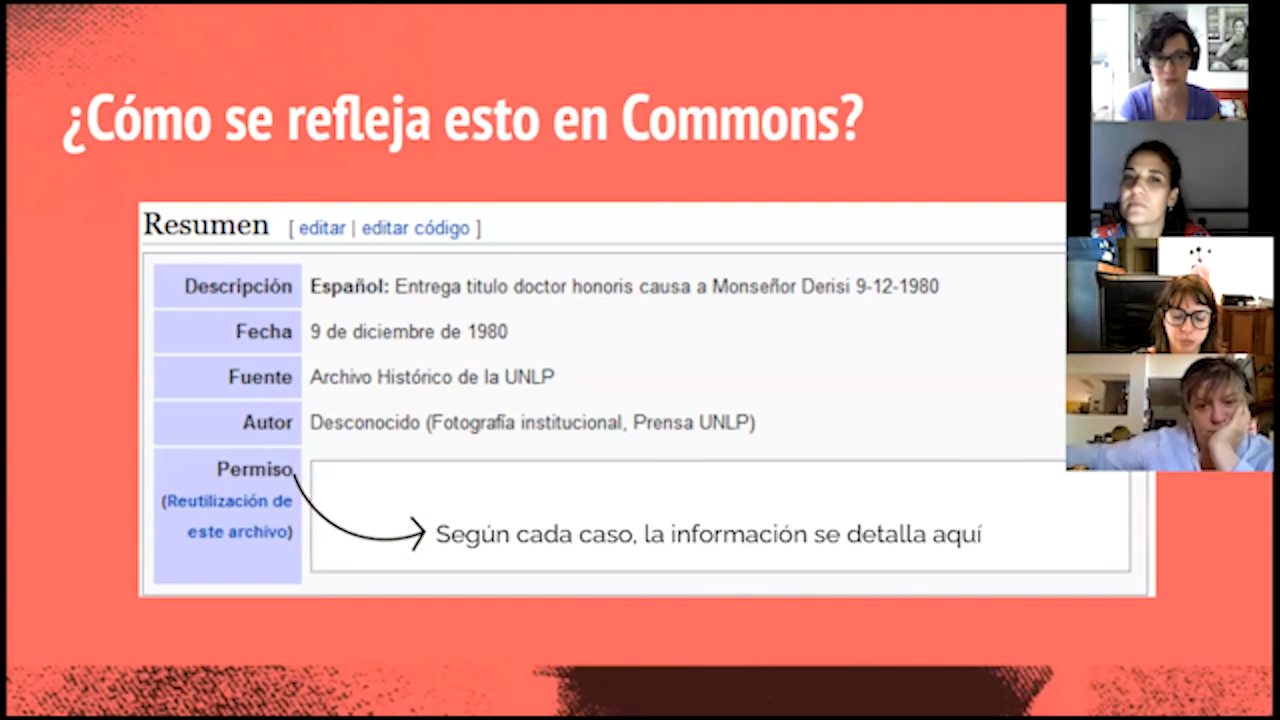 ¿Cómo se refleja esto en Commons?
Resumen [ editar | editar código ]
Descripción Español: Entrega titulo doctor honoris causa a Monseñor Derisi 9-12-1980
Fecha 9 de diciembre de 1980
Fuente Archivo Histórico de la UNLP
Autor Desconocido (Fotografía institucional, Prensa UNLP)
Permiso
(Reutilización de
este archivo)
Según cada caso, la información se detalla aquí